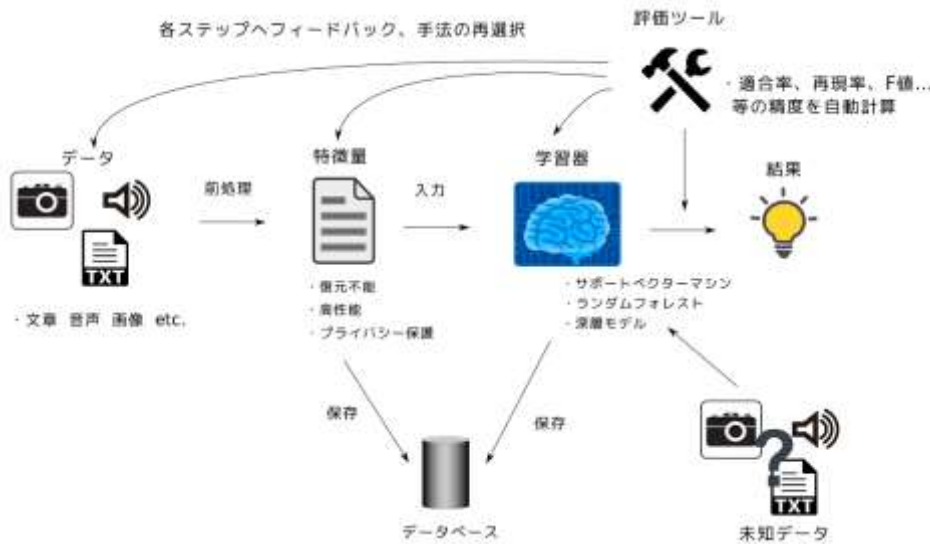 各ステップへフィードバック、手法の再選択
評価ツール
・適合率、再現率、F値...
等の精度を自動計算
データ
前処理
特徴量
入力
学習器
結果
TXT
・文章 音声 画像 etc.
・復元不能
・高性能
・プライバシー保護
・サポートベクターマシン
・ランダムフォレスト
・深層モデル
保存
保存
データベース
TXT
未知データ